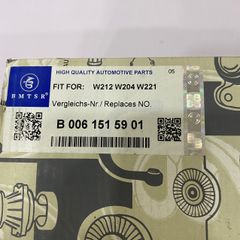 BMTSR
HIGH QUALITY AUTOMOTIVE PARTS 05
FIT FOR: W212 W204 W221
Vergleichs-Nr./ Replaces NO.
B 006 151 59 01